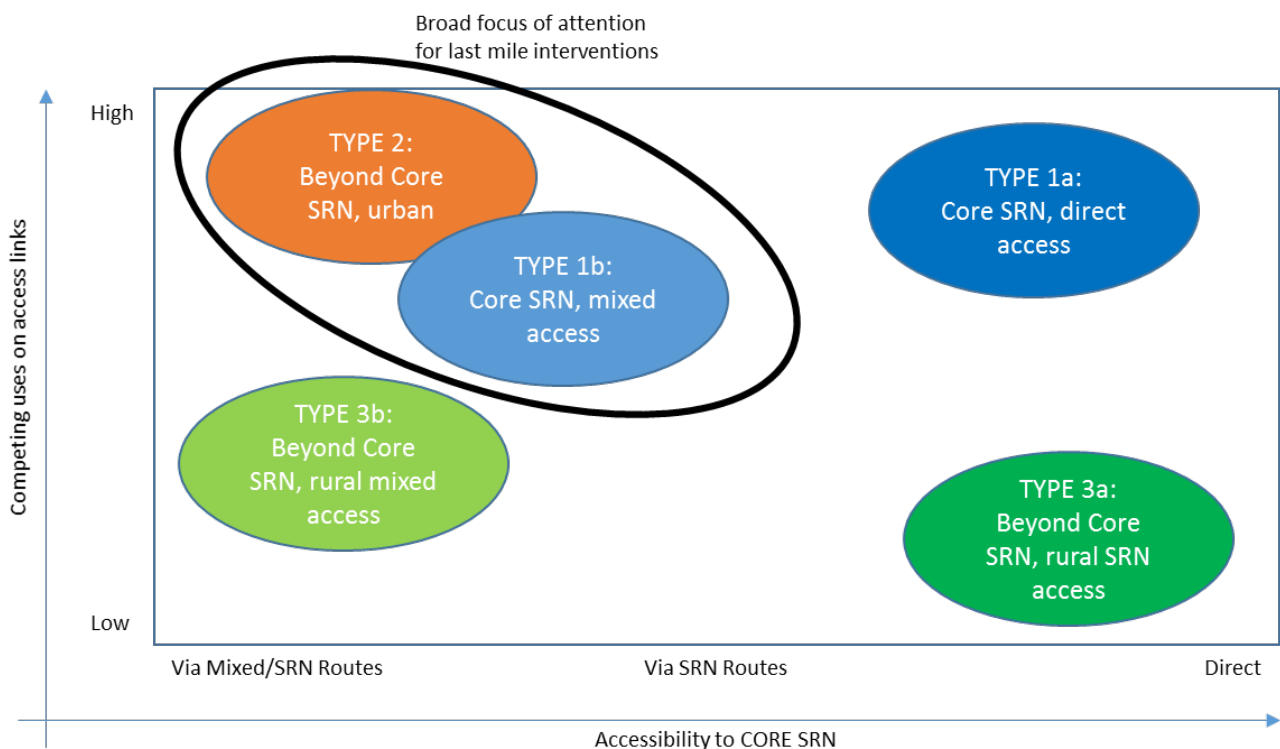 Broad focus of attention
for last mile interventions
High
TYPE 2:
Beyond Core
SRN, urban
TYPE 1a:
Core SRN, direct
access
TYPE 1b:
Core SRN, mixed
access
Competing uses on access links
TYPE 3b:
Beyond Core
SRN, rural mixed
access
TYPE 3a:
Beyond Core
SRN, rural SRN
access
Low
Via Mixed/SRN Routes
Via SRN Routes
Direct
Accessibility to CORE SRN